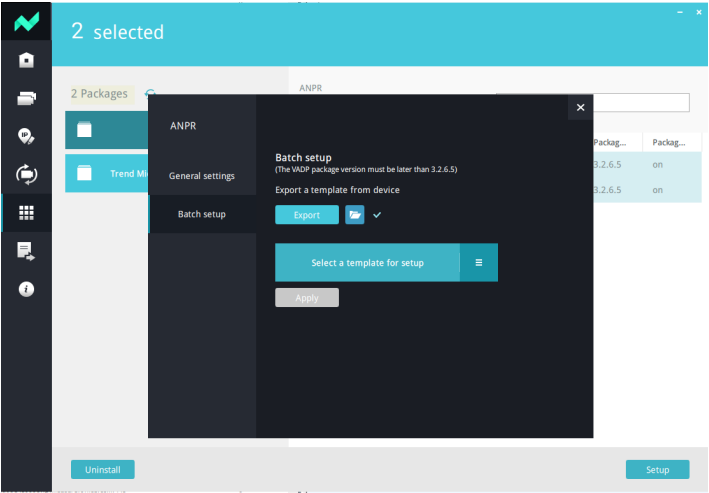 2 selected
2 Packages
ANPR
Packag...
Packag...
3.2.6.5
on
3.2.6.5
on
Trend
ANPR
General settings
Batch setup
Batch setup
(The VADP package version must be later than 3.2.6.5)
Export a template from device
Export
Select a template for setup
Apply
Uninstall
Setup